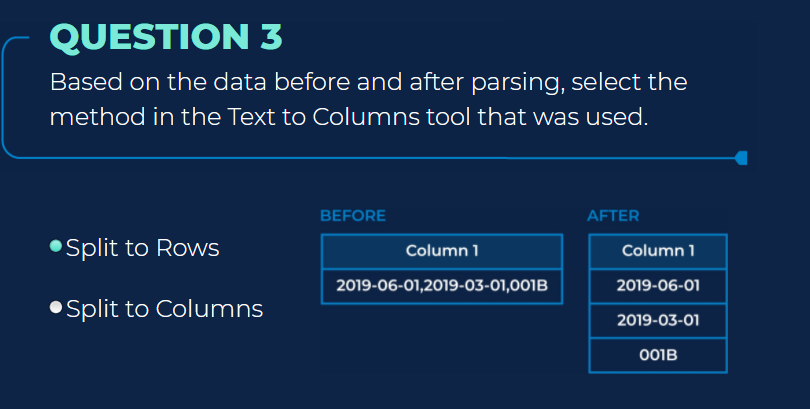 QUESTION 3
Based on the data before and after parsing, select the
method in the Text to Columns tool that was used.
Split to Rows
Split to Columns
BEFORE
Column 1
2019-06-01,2019-03-01,001B
AFTER
Column 1
2019-06-01
2019-03-01
001B